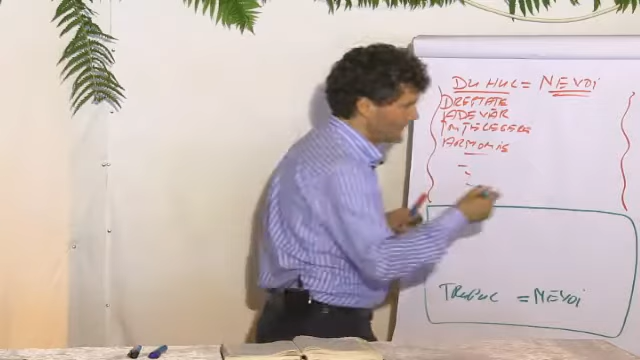 DUHUL = NEVOI
DREPTATE
ADEVĂR
ÎNȚELEGERE
ARMONIE
TRUPUL = NEVOI